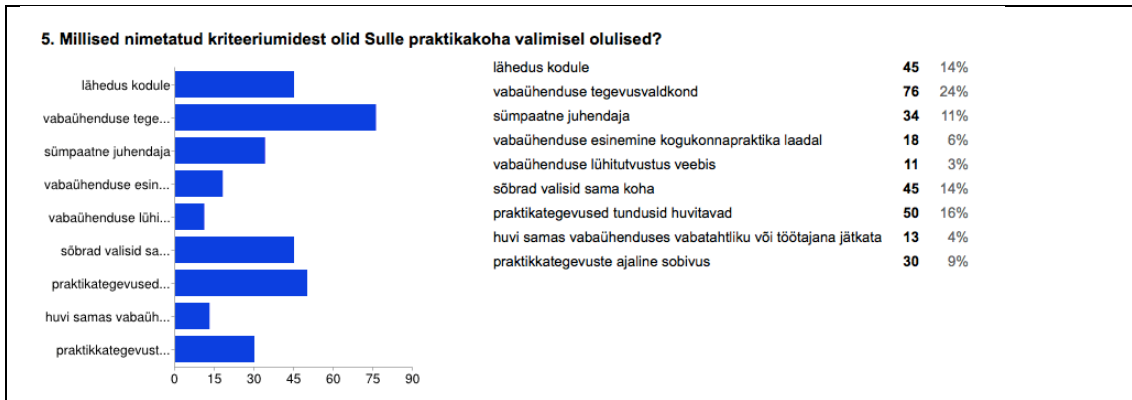 5. Millised nimetatud kriteeriumidest olid Sulle praktikakoha valimisel olulised?
lähedus kodule
vabaühenduse tege...
sümpaatne juhendaja
vabaühenduse esin...
vabaühenduse lühi...
sõbrad valisid sa...
praktikategevused...
huvi samas vabaüh...
praktikkategevust...
0 15 30 45 60 75 90
lähedus kodule 45 14%
vabaühenduse tegevusvaldkond 76 24%
sümpaatne juhendaja 34 11%
vabaühenduse esinemine kogukonnapraktika laadal 18 6%
vabaühenduse lühitutvustus veebis 11 3%
sõbrad valisid sama koha 45 14%
praktikategevused tundusid huvitavad 50 16%
huvi samas vabaühenduses vabatahtliku või töötajana jätkata 13 4%
praktikkategevuste ajaline sobivus 30 9%